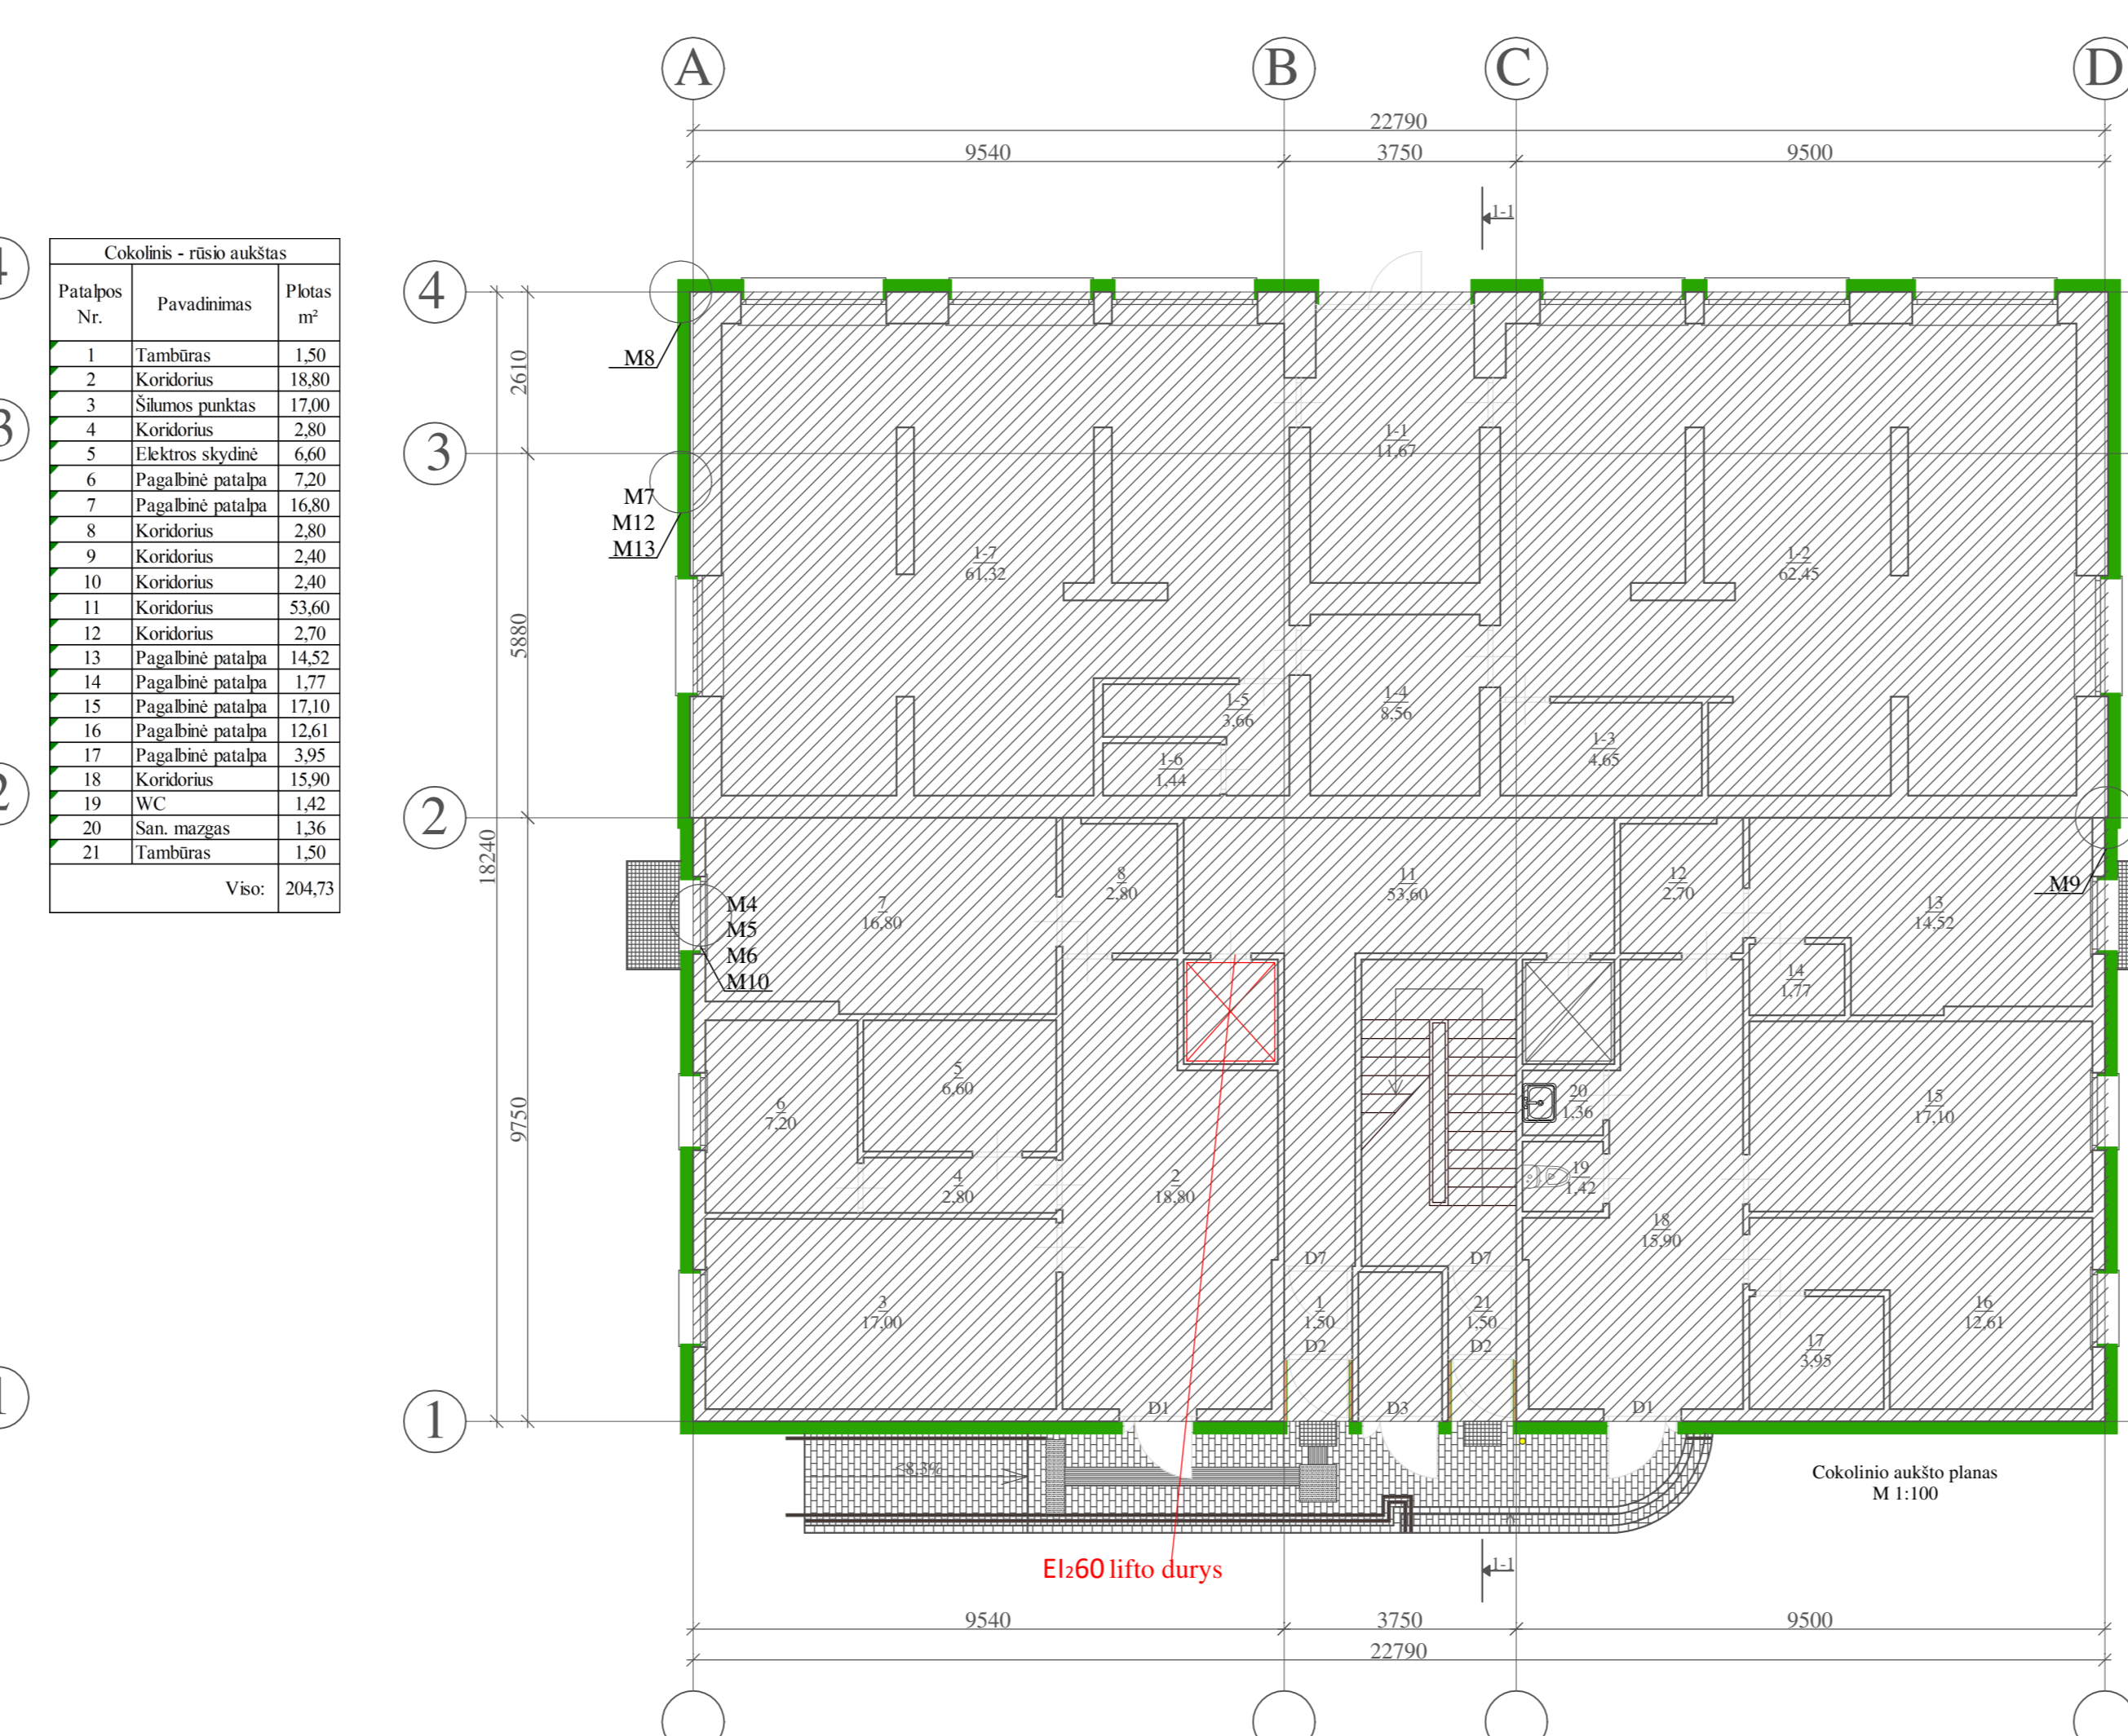 A
B
C
D
22790
9540 3750 9500
1-1
Cokolinis - rūsio aukštas
Patalpos
Nr.
Pavadinimas
Plotas
m²
1 Tambūras 1,50
2 Koridorius 18,80
3 Šilumos punktas 17,00
4 Koridorius 2,80
5 Elektros skydinė 6,60
6 Pagalbinė patalpa 7,20
7 Pagalbinė patalpa 16,80
8 Koridorius 2,80
9 Koridorius 2,40
10 Koridorius 2,40
11 Koridorius 53,60
12 Koridorius 2,70
13 Pagalbinė patalpa 14,52
14 Pagalbinė patalpa 1,77
15 Pagalbinė patalpa 17,10
16 Pagalbinė patalpa 12,61
17 Pagalbinė patalpa 3,95
18 Koridorius 15,90
19 WC 1,42
20 San. mazgas 1,36
21 Tambūras 1,50
Viso: 204,73
4
3
2
1
4
3
2
1
2610
5880
18240
9750
M8
M7
M12
M13
1-1
11,67
1-7
61,32
1-2
62,45
1-5
3,66
1-4
8,56
1-3
4,65
1-6
1,44
M4
M5
M6
M10
M9
7
16,80
8
2,80
11
53,60
12
2,70
13
14,52
14
1,77
5
6,60
6
7,20
20
1,36
15
17,10
4
2,80
2
18,80
19
1,42
18
15,90
D7 D7
3
17,00
1
1,50
21
1,50
16
12,61
D2 D2
17
3,95
D1 D3 D1
<8,3%
Cokolinio aukšto planas
M 1:100
EI₂60 lifto durys
1-1
9540 3750 9500
22790